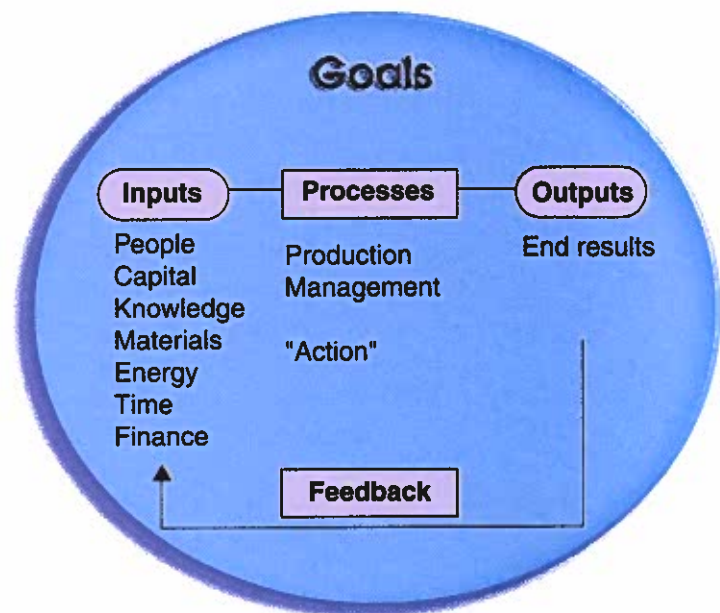 Goals
Inputs
Processes
Outputs
People
Capital
Knowledge
Materials
Energy
Time
Finance
Production
Management
"Action"
End results
Feedback